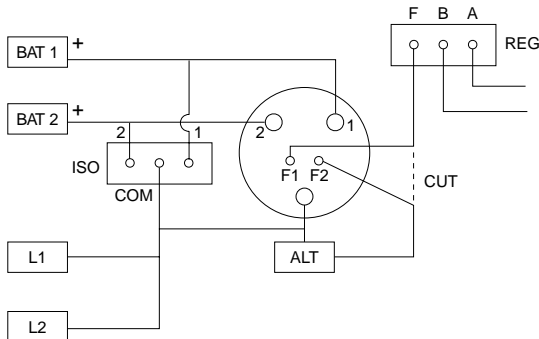 F B A
REG
BAT 1 +
BAT 2 +
2 1
2 1
ISO
COM
F1 F2
CUT
L1
ALT
L2